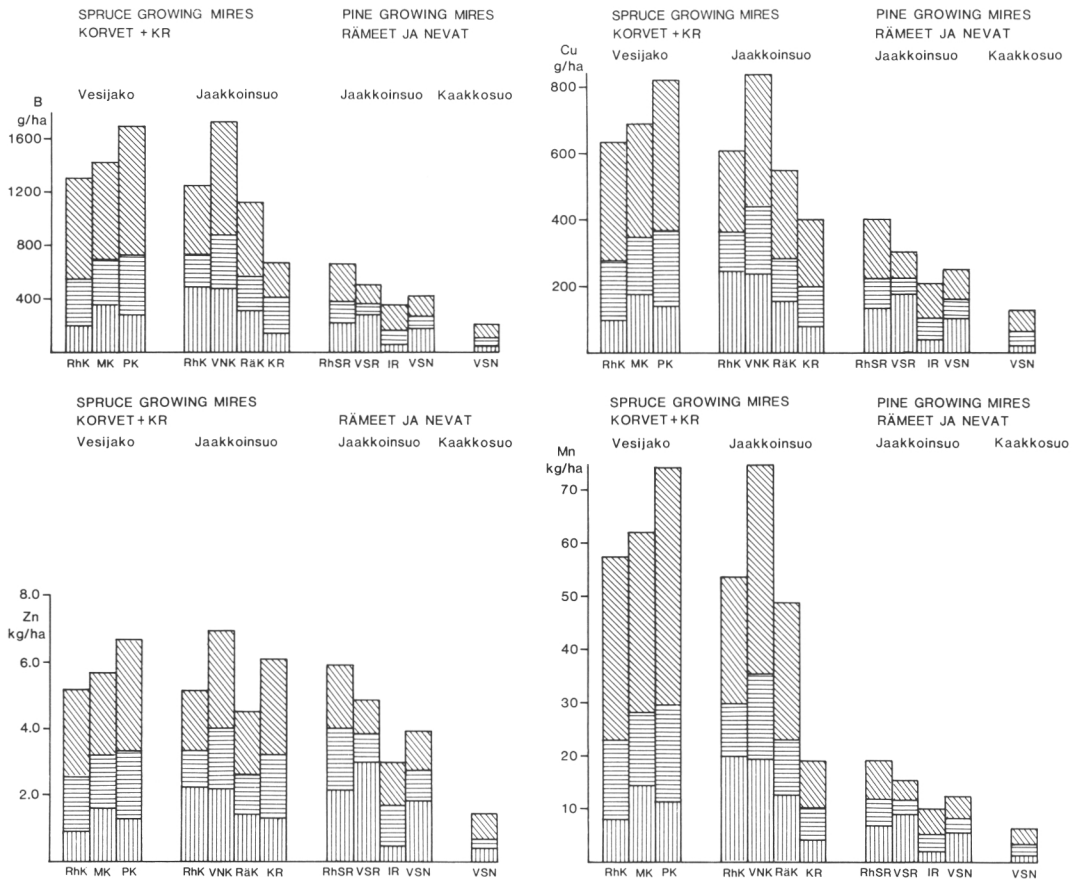 SPRUCE GROWING MIRES
KORVET + KR
PINE GROWING MIRES
RÄMEET JA NEVAT
Vesijako
Jaakkoinsuo
Jaakkoinsuo
Kaakkosuo
B
g/ha
1600
1200
800
400
RhK MK PK
RhK VNK RäK KR
RhSR VSR IR VSN
VSN
SPRUCE GROWING MIRES
KORVET + KR
PINE GROWING MIRES
RÄMEET JA NEVAT
Vesijako
Jaakkoinsuo
Jaakkoinsuo
Kaakkosuo
Cu
g/ha
800
600
400
200
RhK MK PK
RhK VNK RäK KR
RhSR VSR IR VSN
VSN
SPRUCE GROWING MIRES
KORVET + KR
RÄMEET JA NEVAT
Vesijako
Jaakkoinsuo
Jaakkoinsuo
Kaakkosuo
8.0
Zn
kg/ha
6.0
4.0
2.0
RhK MK PK
RhK VNK RäK KR
RhSR VSR IR VSN
VSN
SPRUCE GROWING MIRES
KORVET + KR
PINE GROWING MIRES
RÄMEET JA NEVAT
Vesijako
Jaakkoinsuo
Jaakkoinsuo
Kaakkosuo
Mn
kg/ha
70
60
50
40
30
20
10
RhK MK PK
RhK VNK RäK KR
RhSR VSR IR VSN
VSN